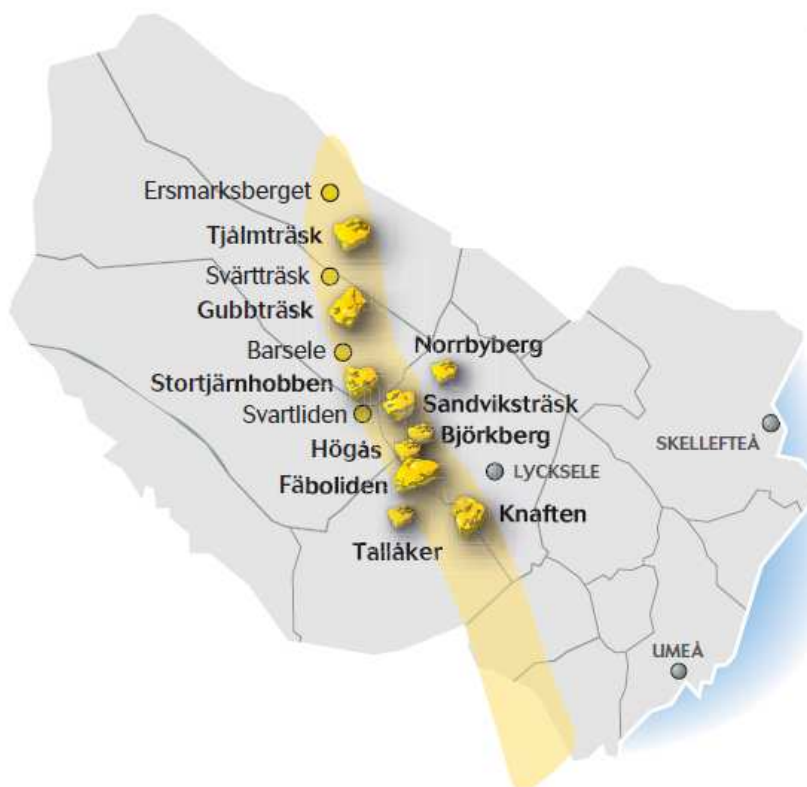 Ersmarksberget
Tjålmträsk
Svärtträsk
Gubbträsk
Barsele
Norrbyberg
Stortjärnhobben
Sandviksträsk
Svartliden
Björkberg
SKELLEFTEÅ
Högås
LYCKSELE
Fäboliden
Knaften
Tallåker
UMEÅ